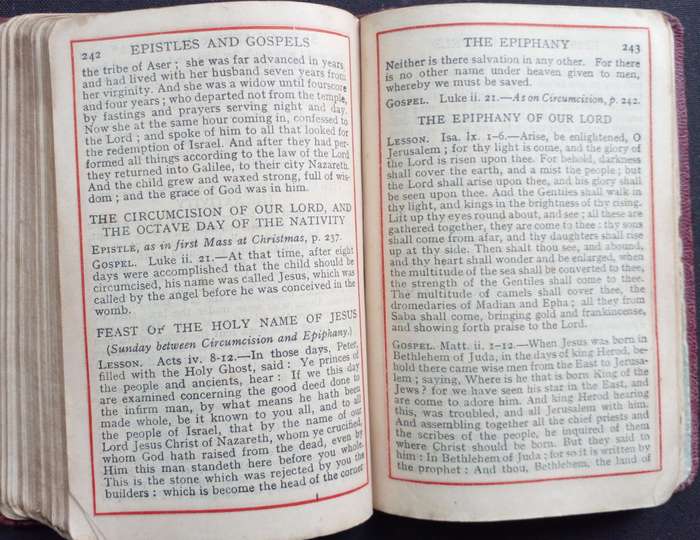 242 EPISTLES AND GOSPELS
the tribe of Aser; she was far advanced in years,
and had lived with her husband seven years from
her virginity. And she was a widow until fourscore
and four years; who departed not from the temple,
by fastings and prayers serving night and day.
Now she at the same hour coming in, confessed to
the Lord; and spoke of him to all that looked for
the redemption of Israel. And after they had per-
formed all things according to the law of the Lord
they returned into Galilee, to their city Nazareth.
And the child grew and waxed strong, full of wis-
dom; and the grace of God was in him.
THE CIRCUMCISION OF OUR LORD, AND
THE OCTAVE DAY OF THE NATIVITY
EPISTLE, as in first Mass at Christmas, p. 237.
GOSPEL. Luke ii. 21.—At that time, after eight
days were accomplished that the child should be
circumcised, his name was called Jesus, which was
called by the angel before he was conceived in the
womb.
FEAST OF THE HOLY NAME OF JESUS
(Sunday between Circumcision and Epiphany.)
LESSON. Acts iv. 8-12.—In those days, Peter,
filled with the Holy Ghost, said: Ye princes of
the people and ancients, hear: If we this day
are examined concerning the good deed done to
the infirm man, by what means he hath been
made whole, be it known to you all, and to all
the people of Israel, that by the name of our
Lord Jesus Christ of Nazareth, whom ye crucified,
whom God hath raised from the dead, even by
Him this man standeth here before you whole.
This is the stone which was rejected by you the
builders: which is become the head of the corner
THE EPIPHANY 243
Neither is there salvation in any other. For there
is no other name under heaven given to men,
whereby we must be saved.
GOSPEL. Luke ii. 21.—As on Circumcision, p. 242.
THE EPIPHANY OF OUR LORD
LESSON. Isa. lx. 1-6.—Arise, be enlightened, O
Jerusalem; for thy light is come, and the glory of
the Lord is risen upon thee. For behold, darkness
shall cover the earth, and a mist the people; but
the Lord shall arise upon thee, and his glory shall
be seen upon thee. And the Gentiles shall walk in
thy light, and kings in the brightness of thy rising.
Lift up thy eyes round about, and see; all these are
gathered together, they are come to thee: thy sons
shall come from afar, and thy daughters shall rise
up at thy side. Then shalt thou see, and abound,
and thy heart shall wonder and be enlarged, when
the multitude of the sea shall be converted to thee,
the strength of the Gentiles shall come to thee.
The multitude of camels shall cover thee, the
dromedaries of Madian and Epha; all they from
Saba shall come, bringing gold and frankincense,
and showing forth praise to the Lord.
GOSPEL. Matt. ii. 1-12.—When Jesus was born in
Bethlehem of Juda, in the days of king Herod, be-
hold there came wise men from the East to Jerusa-
lem; saying, Where is he that is born King of the
Jews? for we have seen his star in the East, and
are come to adore him. And king Herod hearing
this, was troubled, and all Jerusalem with him.
And assembling together all the chief priests and
the scribes of the people, he inquired of them
where Christ should be born. But they said to
him: In Bethlehem of Juda: for so it is written by
the prophet: And thou, Bethlehem, the land of